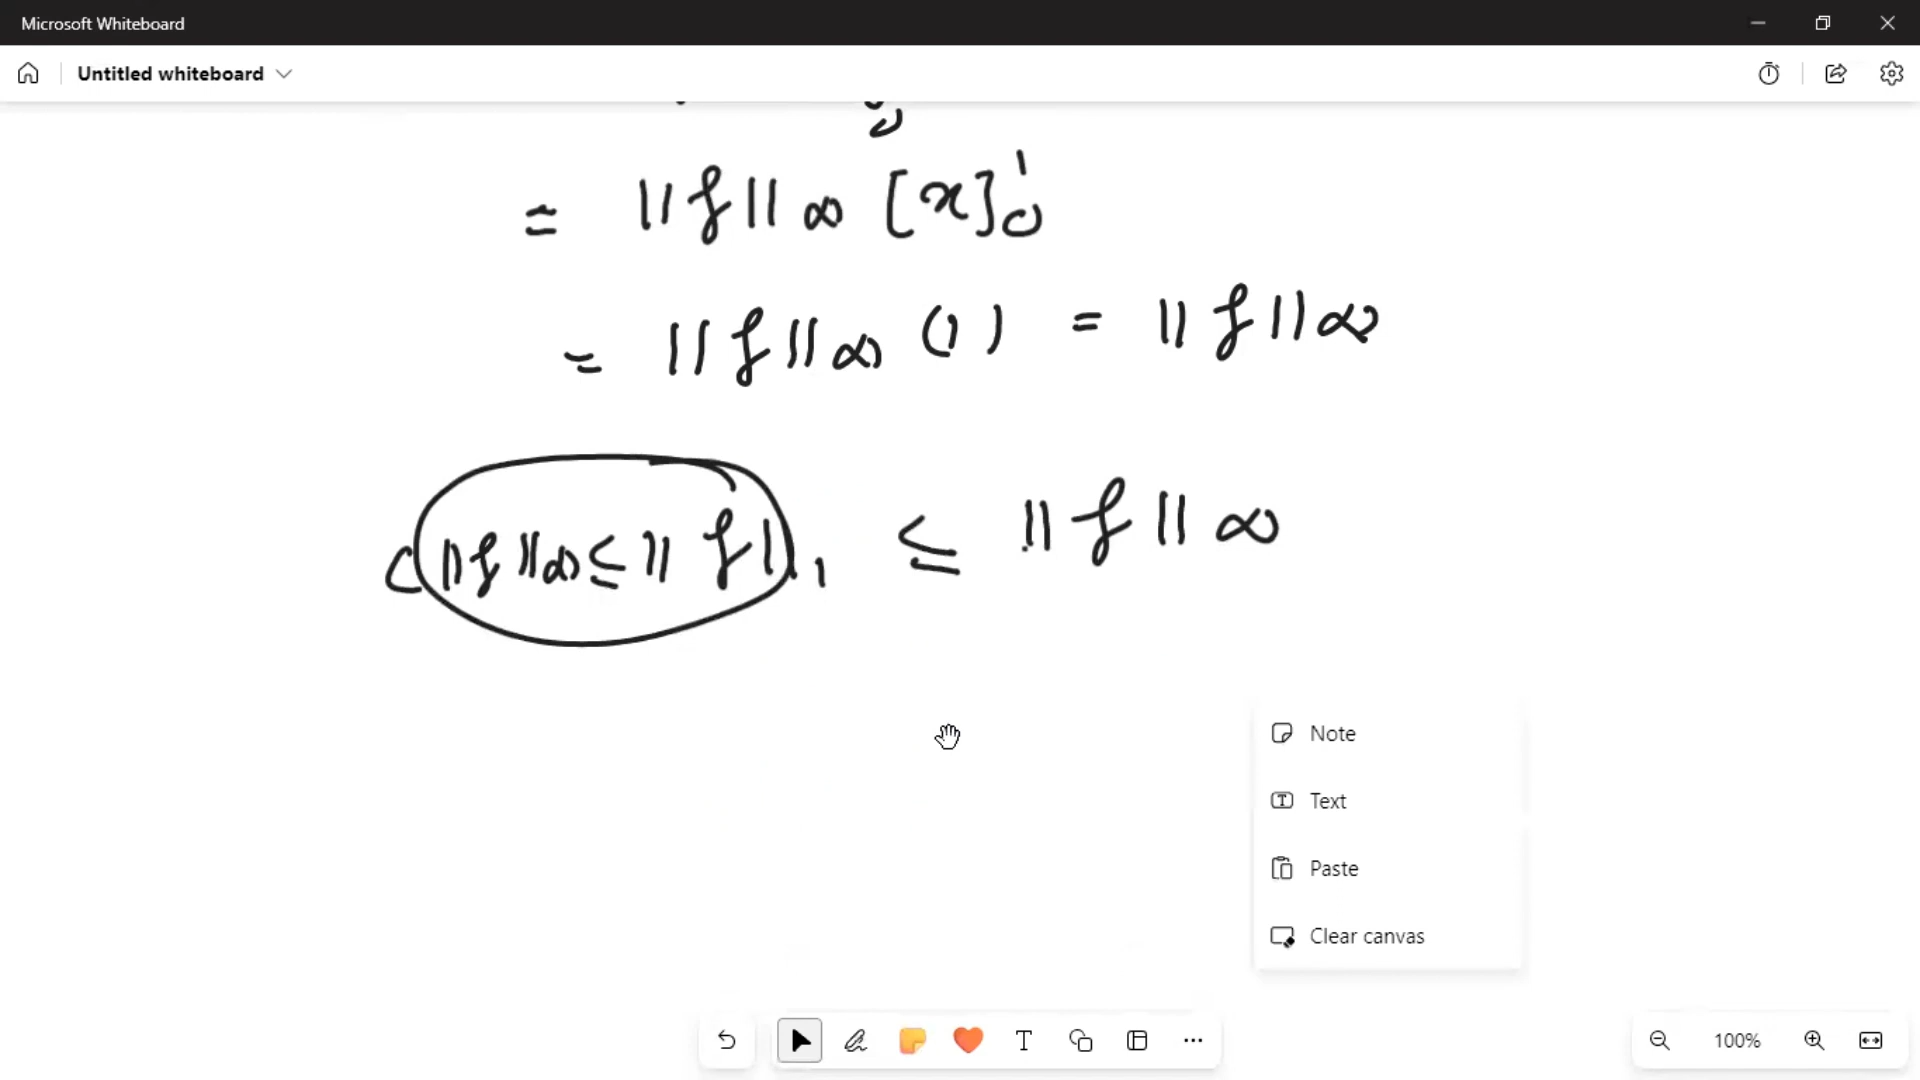 Microsoft Whiteboard
Untitled whiteboard
= ||f||∞ [x]₀¹
= ||f||∞ (1) = ||f||∞
C ||f||∞ ≤ ||f||₁ ≤ ||f||∞
Note
Text
Paste
Clear canvas
100%